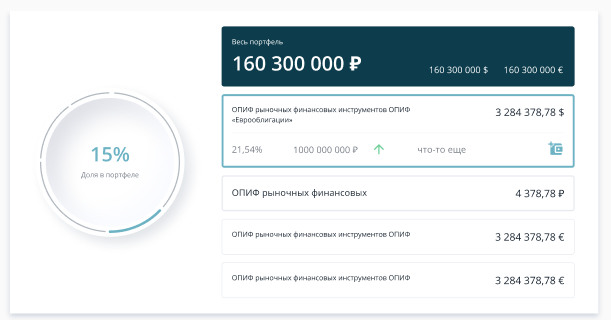 Весь портфель
160 300 000 ₽
160 300 000 $ 160 300 000 €
ОПИФ рыночных финансовых инструментов ОПИФ
«Еврооблигации»
3 284 378,78 $
21,54% 1000 000 000 ₽ что-то еще
15%
Доля в портфеле
ОПИФ рыночных финансовых 4 378,78 ₽
ОПИФ рыночных финансовых инструментов ОПИФ 3 284 378,78 €
ОПИФ рыночных финансовых инструментов ОПИФ 3 284 378,78 €